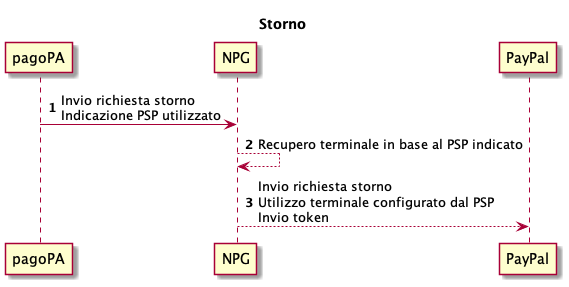 Storno
pagoPA
NPG
PayPal
1 Invio richiesta storno
Indicazione PSP utilizzato
2 Recupero terminale in base al PSP indicato
Invio richiesta storno
3 Utilizzo terminale configurato dal PSP
Invio token
pagoPA
NPG
PayPal